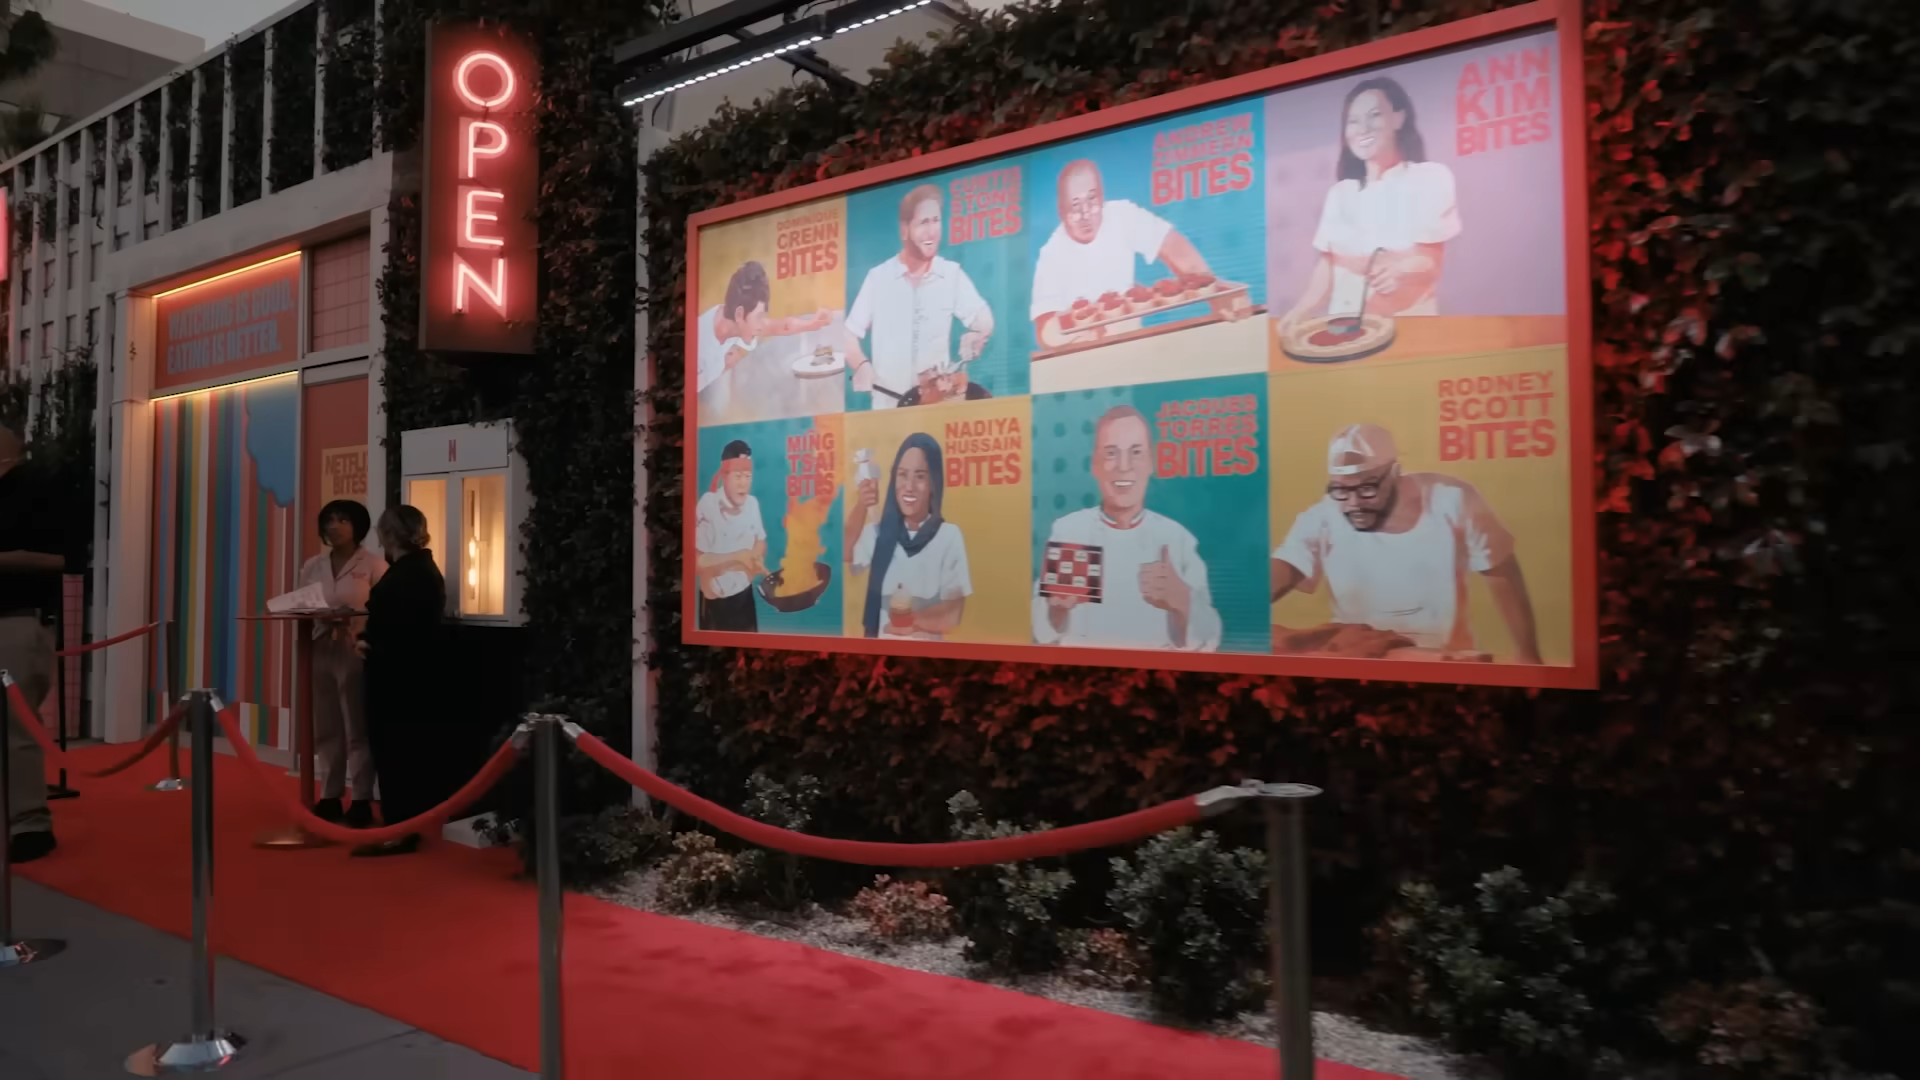 OPEN
WATCHING IS GOOD.
EATING IS BETTER.
N
NETFLIX
BITES
DOMINIQUE
CRENN
BITES
CURTIS
STONE
BITES
ANDREW
ZIMMERN
BITES
ANN
KIM
BITES
MING
TSAI
BITES
NADIYA
HUSSAIN
BITES
JACQUES
TORRES
BITES
RODNEY
SCOTT
BITES